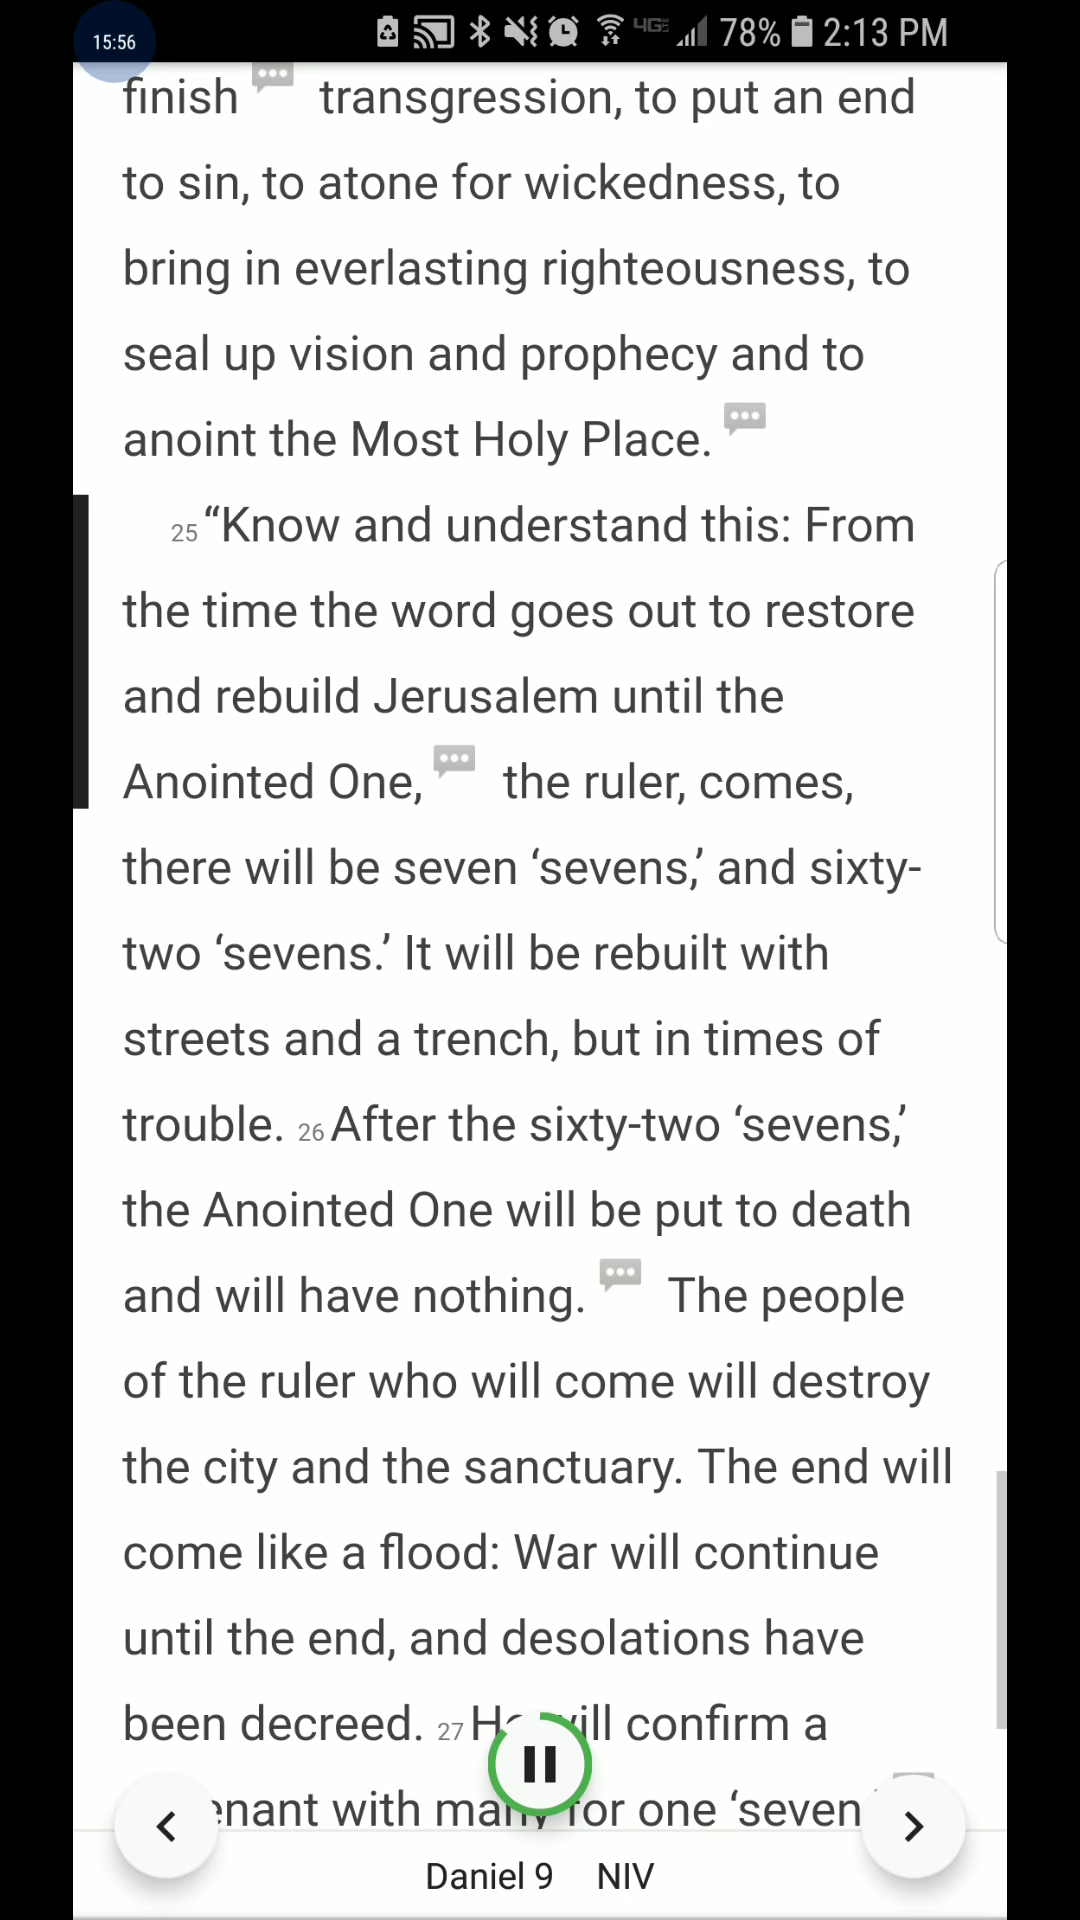 15:56 4G LTE 78% 2:13 PM
finish transgression, to put an end
to sin, to atone for wickedness, to
bring in everlasting righteousness, to
seal up vision and prophecy and to
anoint the Most Holy Place.
25 “Know and understand this: From
the time the word goes out to restore
and rebuild Jerusalem until the
Anointed One, the ruler, comes,
there will be seven ‘sevens,’ and sixty-
two ‘sevens.’ It will be rebuilt with
streets and a trench, but in times of
trouble. 26 After the sixty-two ‘sevens,’
the Anointed One will be put to death
and will have nothing. The people
of the ruler who will come will destroy
the city and the sanctuary. The end will
come like a flood: War will continue
until the end, and desolations have
been decreed. 27 He will confirm a
enant with many for one ‘seven
Daniel 9 NIV